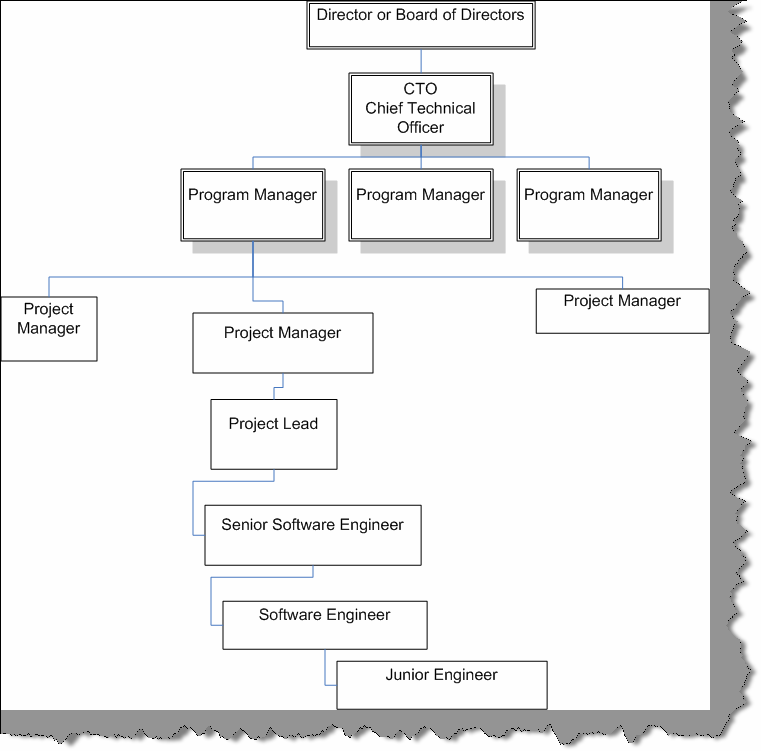 Director or Board of Directors
CTO
Chief Technical
Officer
Program Manager
Program Manager
Program Manager
Project
Manager
Project Manager
Project Manager
Project Lead
Senior Software Engineer
Software Engineer
Junior Engineer